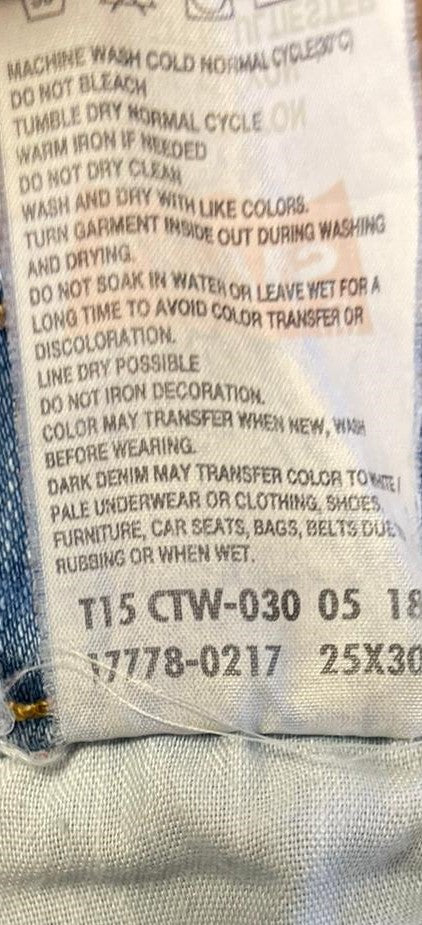 MACHINE WASH COLD NORMAL CYCLE(30°C)
DO NOT BLEACH
TUMBLE DRY NORMAL CYCLE
WARM IRON IF NEEDED
DO NOT DRY CLEAN
WASH AND DRY WITH LIKE COLORS.
TURN GARMENT INSIDE OUT DURING WASHING
AND DRYING.
DO NOT SOAK IN WATER OR LEAVE WET FOR A
LONG TIME TO AVOID COLOR TRANSFER OR
DISCOLORATION.
LINE DRY POSSIBLE
DO NOT IRON DECORATION.
COLOR MAY TRANSFER WHEN NEW, WASH
BEFORE WEARING.
DARK DENIM MAY TRANSFER COLOR TO WHITE /
PALE UNDERWEAR OR CLOTHING, SHOES,
FURNITURE, CAR SEATS, BAGS, BELTS DUE
RUBBING OR WHEN WET.
T15 CTW-030 05 18
17778-0217 25X30